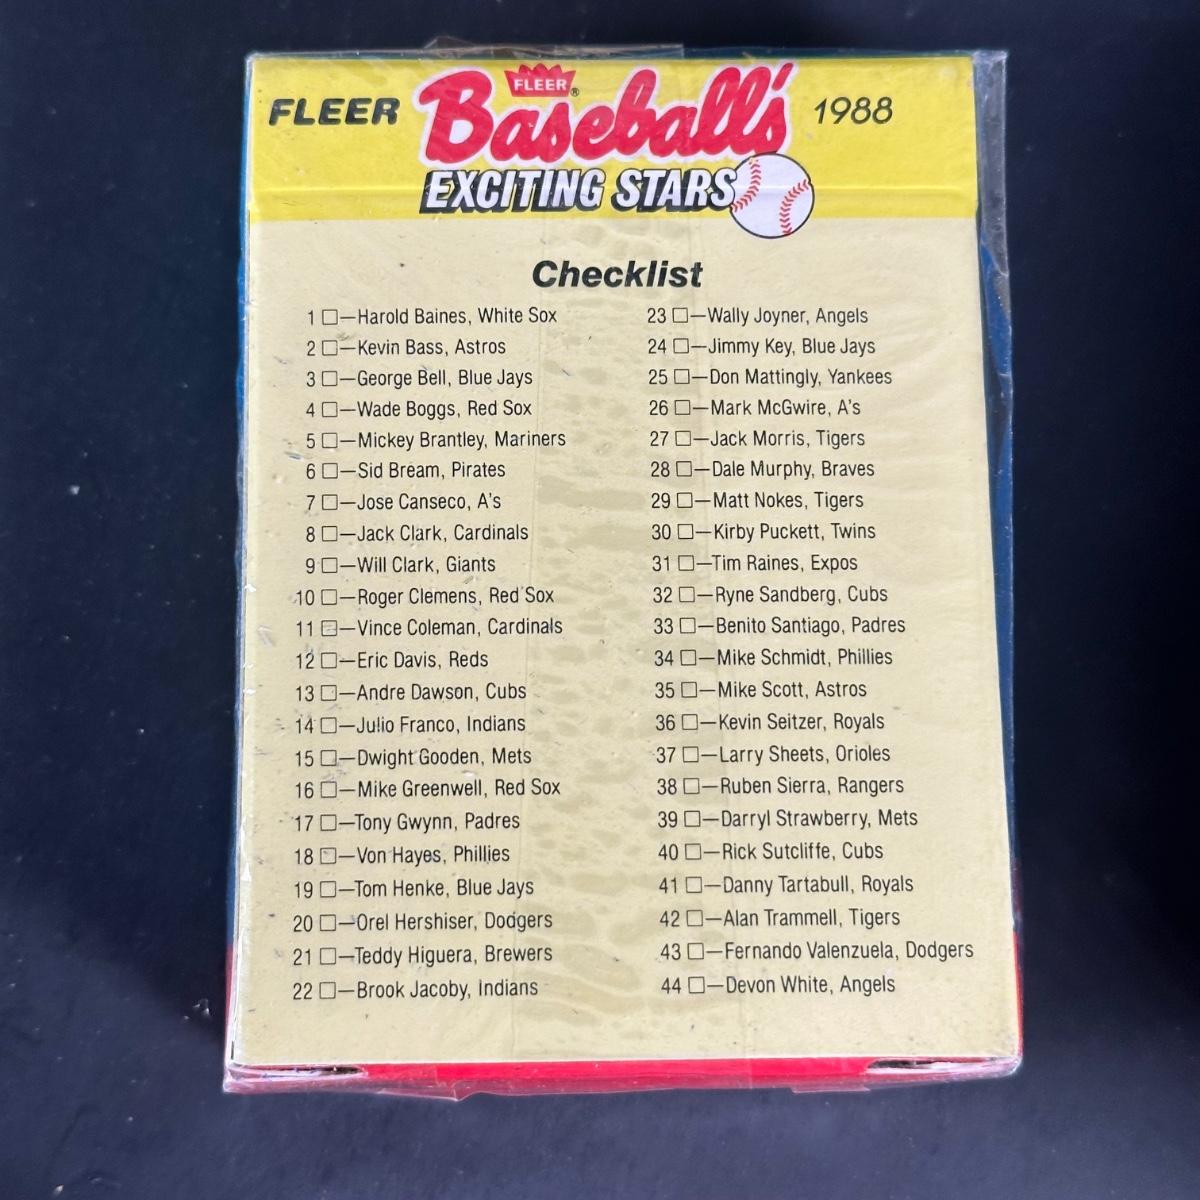 FLEER
FLEER®
Baseball's
1988
EXCITING STARS
Checklist
1 □—Harold Baines, White Sox
2 □—Kevin Bass, Astros
3 □—George Bell, Blue Jays
4 □—Wade Boggs, Red Sox
5 □—Mickey Brantley, Mariners
6 □—Sid Bream, Pirates
7 □—Jose Canseco, A's
8 □—Jack Clark, Cardinals
9 □—Will Clark, Giants
10 □—Roger Clemens, Red Sox
11 □—Vince Coleman, Cardinals
12 □—Eric Davis, Reds
13 □—Andre Dawson, Cubs
14 □—Julio Franco, Indians
15 □—Dwight Gooden, Mets
16 □—Mike Greenwell, Red Sox
17 □—Tony Gwynn, Padres
18 □—Von Hayes, Phillies
19 □—Tom Henke, Blue Jays
20 □—Orel Hershiser, Dodgers
21 □—Teddy Higuera, Brewers
22 □—Brook Jacoby, Indians
23 □—Wally Joyner, Angels
24 □—Jimmy Key, Blue Jays
25 □—Don Mattingly, Yankees
26 □—Mark McGwire, A's
27 □—Jack Morris, Tigers
28 □—Dale Murphy, Braves
29 □—Matt Nokes, Tigers
30 □—Kirby Puckett, Twins
31 □—Tim Raines, Expos
32 □—Ryne Sandberg, Cubs
33 □—Benito Santiago, Padres
34 □—Mike Schmidt, Phillies
35 □—Mike Scott, Astros
36 □—Kevin Seitzer, Royals
37 □—Larry Sheets, Orioles
38 □—Ruben Sierra, Rangers
39 □—Darryl Strawberry, Mets
40 □—Rick Sutcliffe, Cubs
41 □—Danny Tartabull, Royals
42 □—Alan Trammell, Tigers
43 □—Fernando Valenzuela, Dodgers
44 □—Devon White, Angels